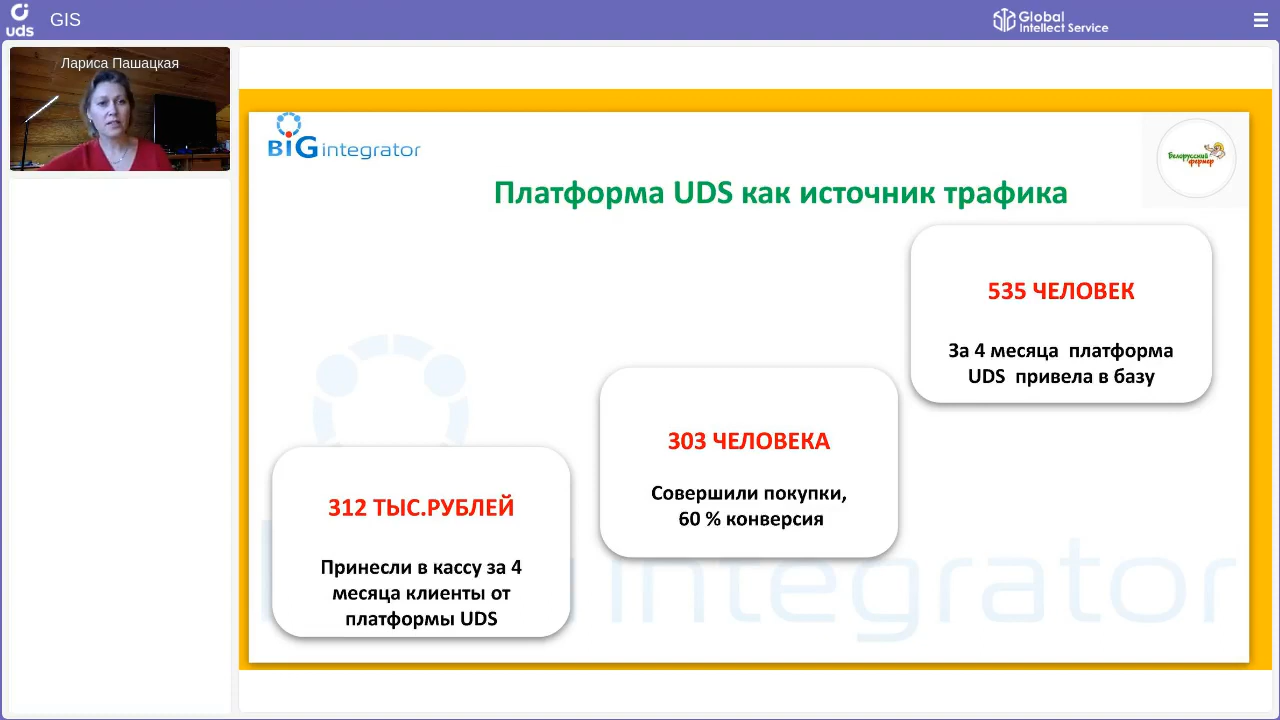 uds
GIS
Global
Intellect Service
Лариса Пашацкая
BiG integrator
Белорусский
фермер
Платформа UDS как источник трафика
535 ЧЕЛОВЕК
За 4 месяца платформа
UDS привела в базу
303 ЧЕЛОВЕКА
Совершили покупки,
60 % конверсия
312 ТЫС.РУБЛЕЙ
Принесли в кассу за 4
месяца клиенты от
платформы UDS
integrator